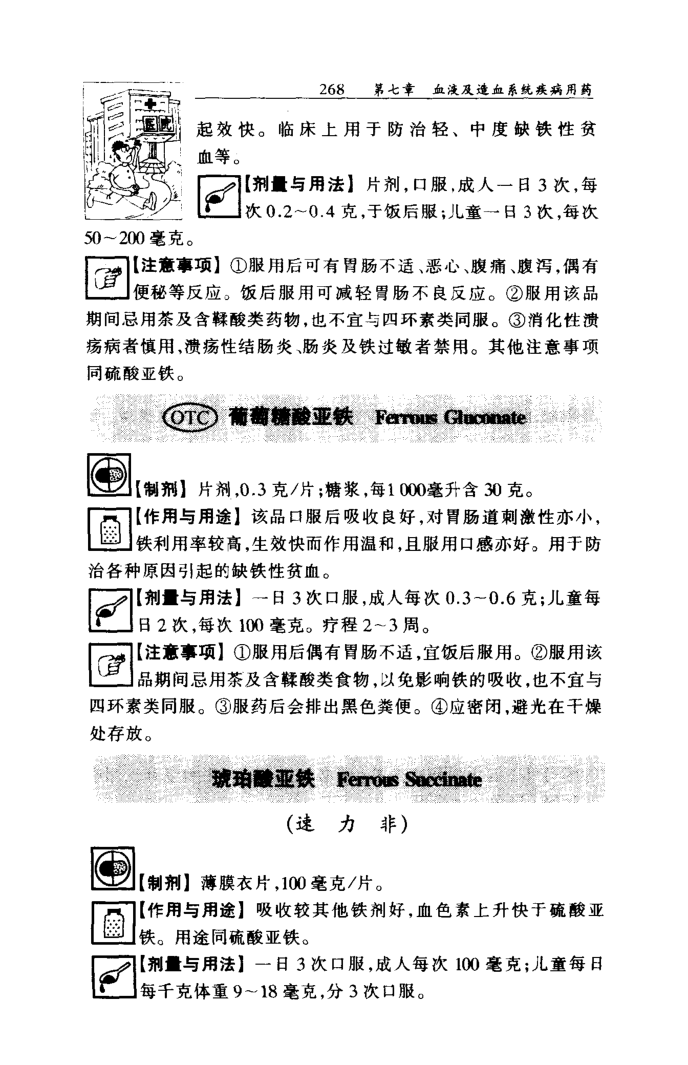 268 第七章 血液及造血系统疾病用药
医院
起效快。临床上用于防治轻、中度缺铁性贫
血等。
【剂量与用法】片剂,口服,成人一日3次,每
次0.2~0.4克,于饭后服;儿童一日3次,每次
50~200毫克。
【注意事项】①服用后可有胃肠不适、恶心、腹痛、腹泻,偶有
便秘等反应。饭后服用可减轻胃肠不良反应。②服用该品
期间忌用茶及含鞣酸类药物,也不宜与四环素类同服。③消化性溃
疡病者慎用,溃疡性结肠炎、肠炎及铁过敏者禁用。其他注意事项
同硫酸亚铁。
OTC 葡萄糖酸亚铁 Ferrous Gluconate
【制剂】片剂,0.3克/片;糖浆,每1000毫升含30克。
【作用与用途】该品口服后吸收良好,对胃肠道刺激性亦小,
铁利用率较高,生效快而作用温和,且服用口感亦好。用于防
治各种原因引起的缺铁性贫血。
【剂量与用法】一日3次口服,成人每次0.3~0.6克;儿童每
日2次,每次100毫克。疗程2~3周。
【注意事项】①服用后偶有胃肠不适,宜饭后服用。②服用该
品期间忌用茶及含鞣酸类食物,以免影响铁的吸收,也不宜与
四环素类同服。③服药后会排出黑色粪便。④应密闭,避光在干燥
处存放。
琥珀酸亚铁 Ferrous Succinate
(速力非)
【制剂】薄膜衣片,100毫克/片。
【作用与用途】吸收较其他铁剂好,血色素上升快于硫酸亚
铁。用途同硫酸亚铁。
【剂量与用法】一日3次口服,成人每次100毫克;儿童每日
每千克体重9~18毫克,分3次口服。